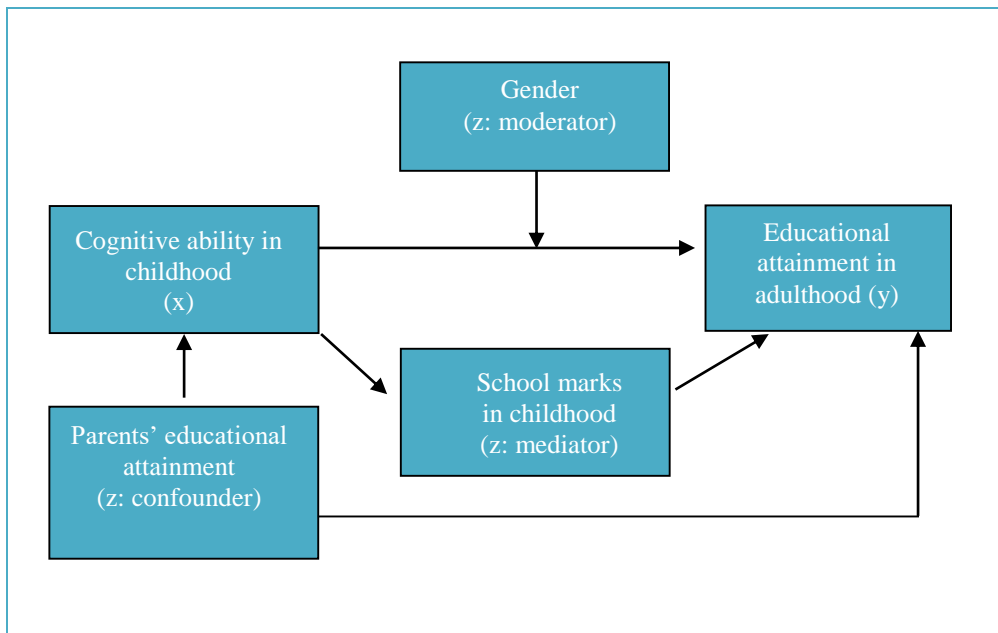 Gender
(z: moderator)
Cognitive ability in
childhood
(x)
Educational
attainment in
adulthood (y)
School marks
in childhood
(z: mediator)
Parents’ educational
attainment
(z: confounder)